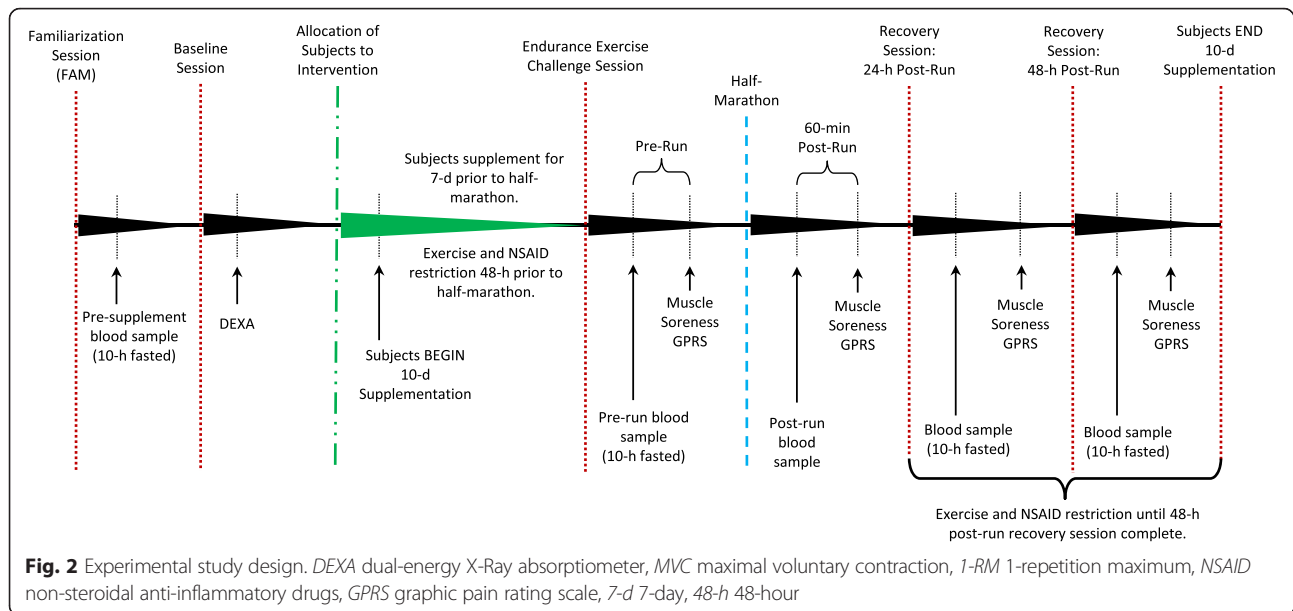 Familiarization
Session
(FAM)
Baseline
Session
Allocation of
Subjects to
Intervention
Endurance Exercise
Challenge Session
Half-
Marathon
Recovery
Session:
24-h Post-Run
Recovery
Session:
48-h Post-Run
Subjects END
10-d
Supplementation
Pre-Run
60-min
Post-Run
Subjects supplement for
7-d prior to half-
marathon.
Exercise and NSAID
restriction 48-h prior to
half-marathon.
Pre-supplement
blood sample
(10-h fasted)
DEXA
Subjects BEGIN
10-d
Supplementation
Pre-run blood
sample
(10-h fasted)
Muscle
Soreness
GPRS
Post-run
blood
sample
Muscle
Soreness
GPRS
Blood sample
(10-h fasted)
Muscle
Soreness
GPRS
Blood sample
(10-h fasted)
Muscle
Soreness
GPRS
Exercise and NSAID restriction until 48-h
post-run recovery session complete.
Fig. 2 Experimental study design. DEXA dual-energy X-Ray absorptiometer, MVC maximal voluntary contraction, 1-RM 1-repetition maximum, NSAID
non-steroidal anti-inflammatory drugs, GPRS graphic pain rating scale, 7-d 7-day, 48-h 48-hour